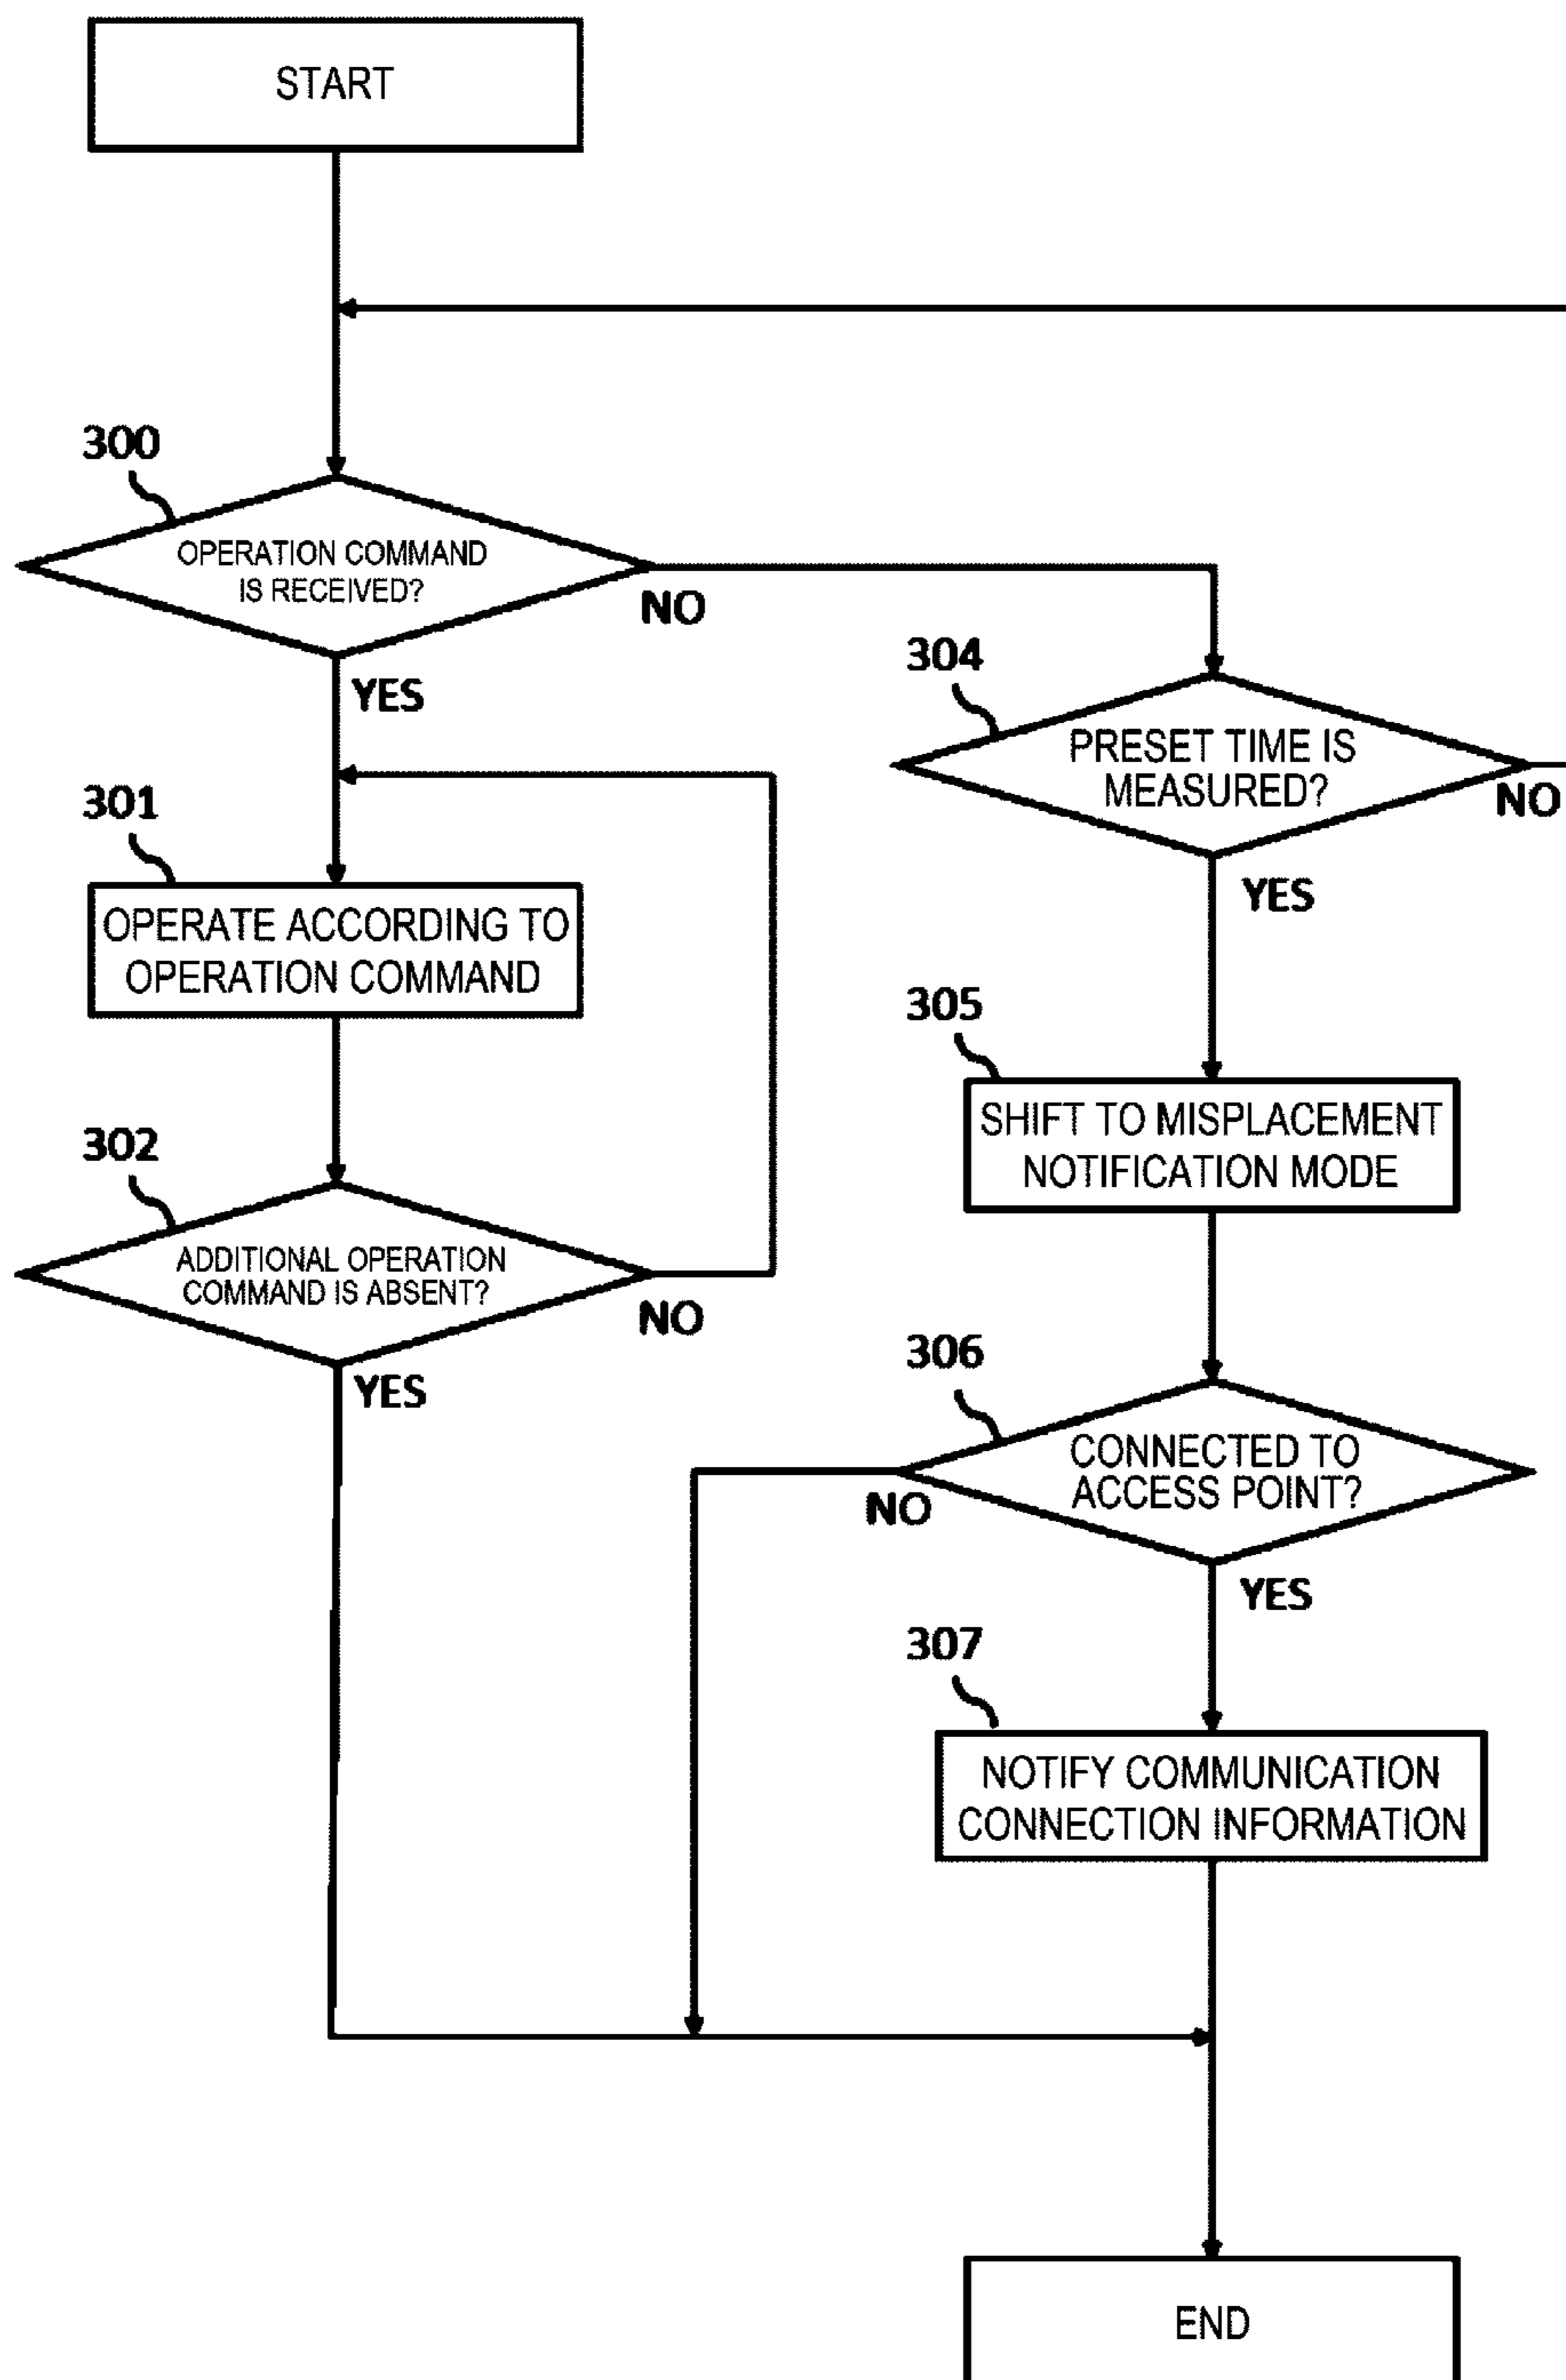 START
300
OPERATION COMMAND
IS RECEIVED?
NO
YES
304
PRESET TIME IS
MEASURED?
NO
YES
301
OPERATE ACCORDING TO
OPERATION COMMAND
305
SHIFT TO MISPLACEMENT
NOTIFICATION MODE
302
ADDITIONAL OPERATION
COMMAND IS ABSENT?
NO
YES
306
CONNECTED TO
ACCESS POINT?
NO
YES
307
NOTIFY COMMUNICATION
CONNECTION INFORMATION
END